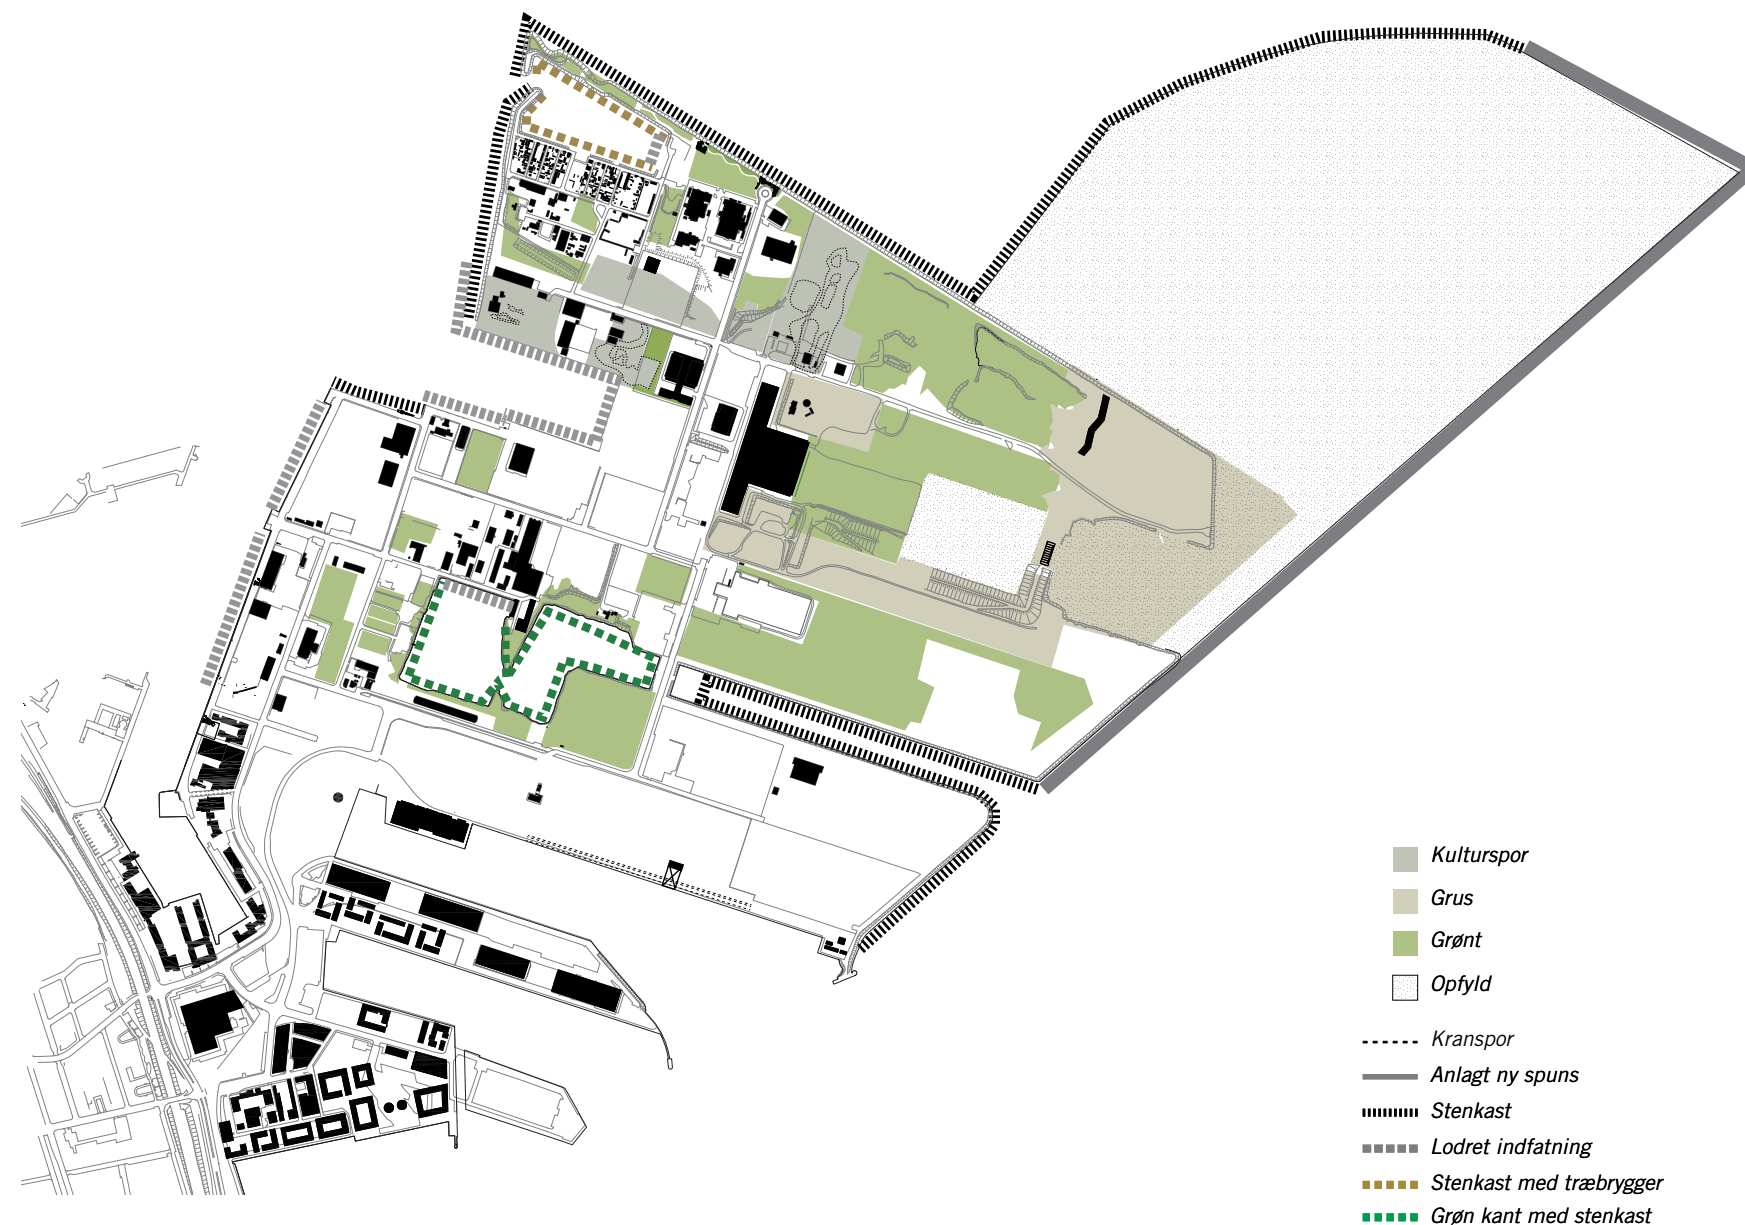 Kulturspor
Grus
Grønt
Opfyld
Kranspor
Anlagt ny spuns
Stenkast
Lodret indfatning
Stenkast med træbrygger
Grøn kant med stenkast